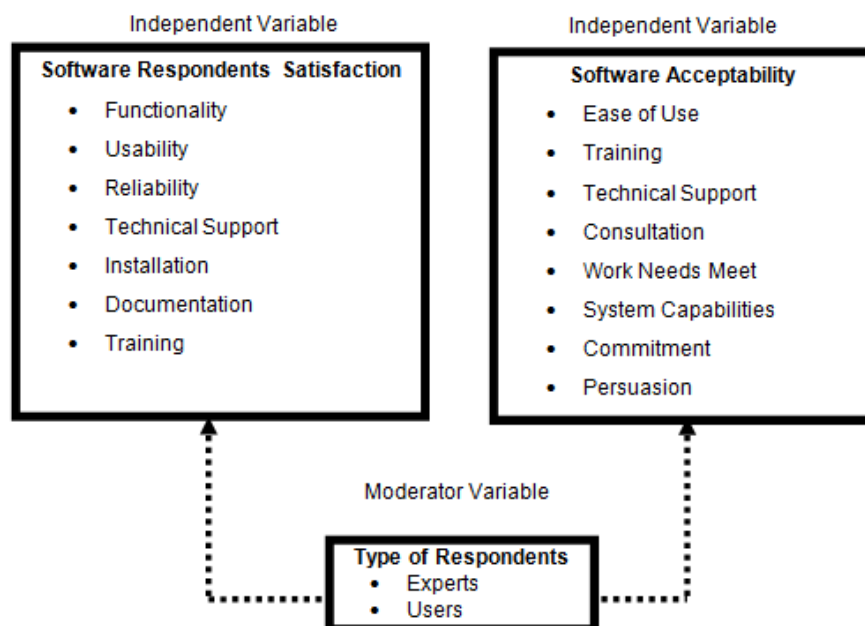 Independent Variable
Software Respondents Satisfaction
• Functionality
• Usability
• Reliability
• Technical Support
• Installation
• Documentation
• Training
Independent Variable
Software Acceptability
• Ease of Use
• Training
• Technical Support
• Consultation
• Work Needs Meet
• System Capabilities
• Commitment
• Persuasion
Moderator Variable
Type of Respondents
• Experts
• Users